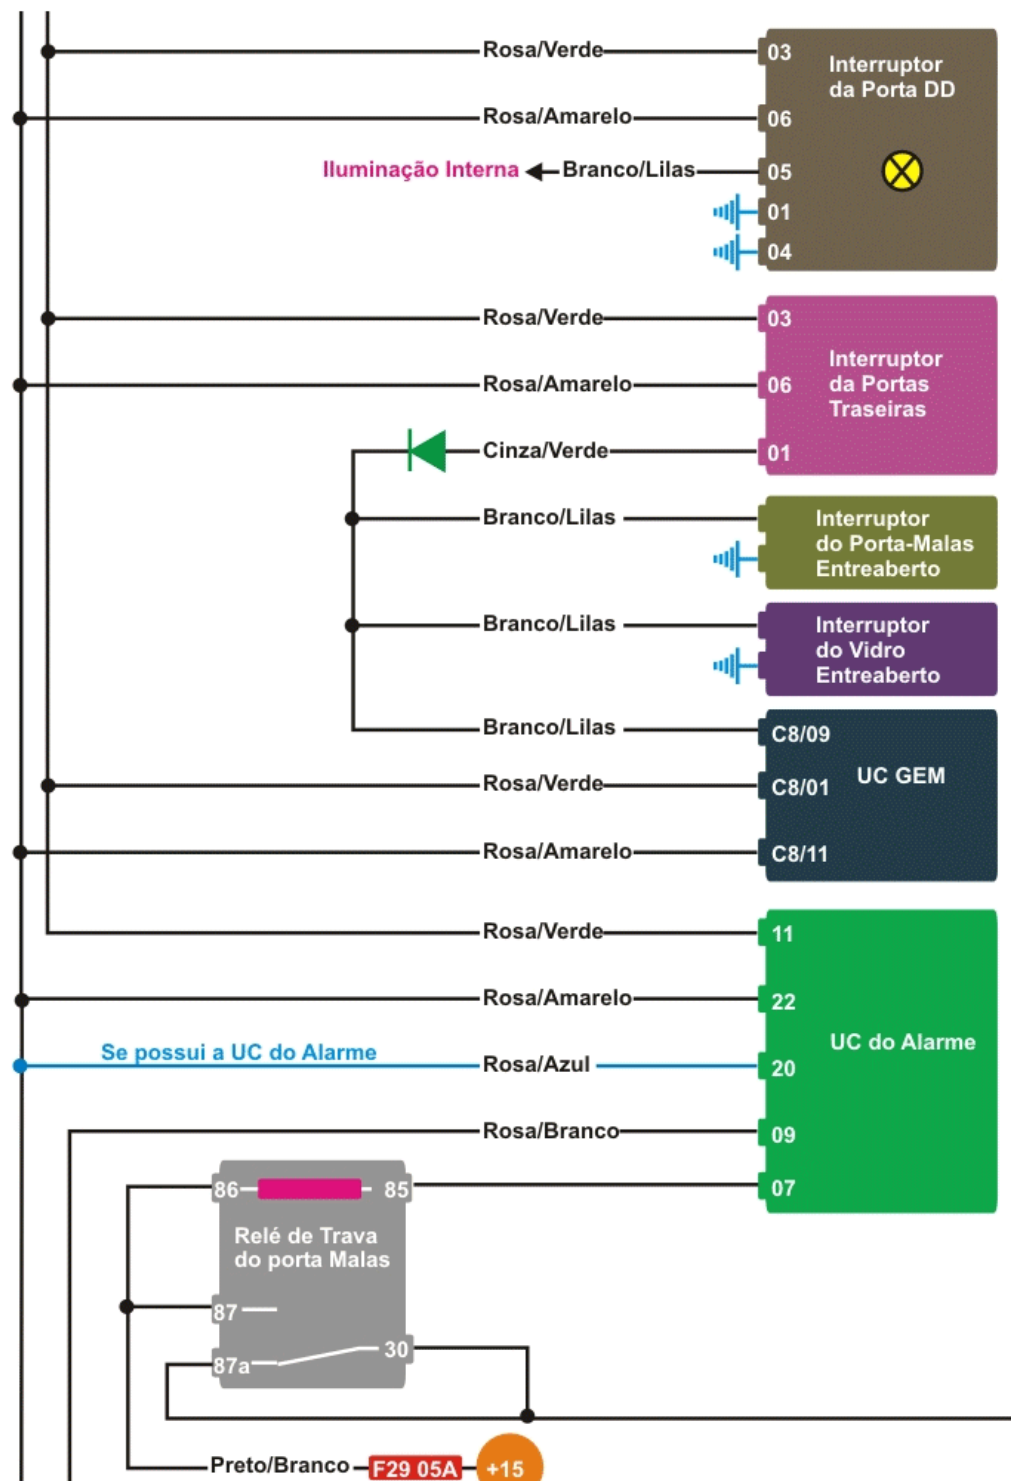 Rosa/Verde
03
Interruptor
da Porta DD
Rosa/Amarelo
06
Iluminação Interna
Branco/Lilas
05
01
04
Rosa/Verde
03
Interruptor
da Portas
Traseiras
Rosa/Amarelo
06
Cinza/Verde
01
Branco/Lilas
Interruptor
do Porta-Malas
Entreaberto
Branco/Lilas
Interruptor
do Vidro
Entreaberto
Branco/Lilas
C8/09
UC GEM
Rosa/Verde
C8/01
Rosa/Amarelo
C8/11
Rosa/Verde
11
Rosa/Amarelo
22
UC do Alarme
Se possui a UC do Alarme
Rosa/Azul
20
Rosa/Branco
09
86
85
07
Relé de Trava
do porta Malas
87
30
87a
Preto/Branco
F29 05A
+15